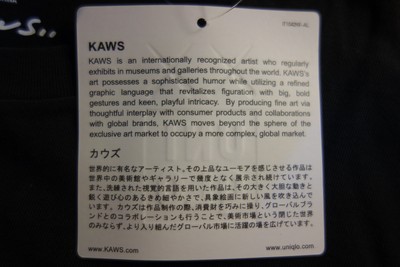 KAWS
KAWS is an internationally recognized artist who regularly
exhibits in museums and galleries throughout the world. KAWS's
art possesses a sophisticated humor while utilizing a refined
graphic language that revitalizes figuration with big, bold
gestures and keen, playful intricacy. By producing fine art via
thoughtful interplay with consumer products and collaborations
with global brands. KAWS moves beyond the sphere of the
exclusive art market to occupy a more complex, global market.
カウズ
世界的に有名なアーティスト。その上品なユーモアを感じさせる作品は
世界中の美術館やギャラリーで幾度となく展示され続けています。
また、洗練された視覚的言語を用いた作品は、その大きく大胆な動きと
鋭く遊び心のあるきめ細やかさで、具象絵画に新しい風を吹き込んで
います。カウズは作品制作の際、消費財を巧みに操り、グローバルブラ
ンドとのコラボレーションも行うことで、美術市場という閉じた世界
のみならず、より入り組んだグローバル市場に活躍の場を広げています。
www.KAWS.com
www.uniqlo.com